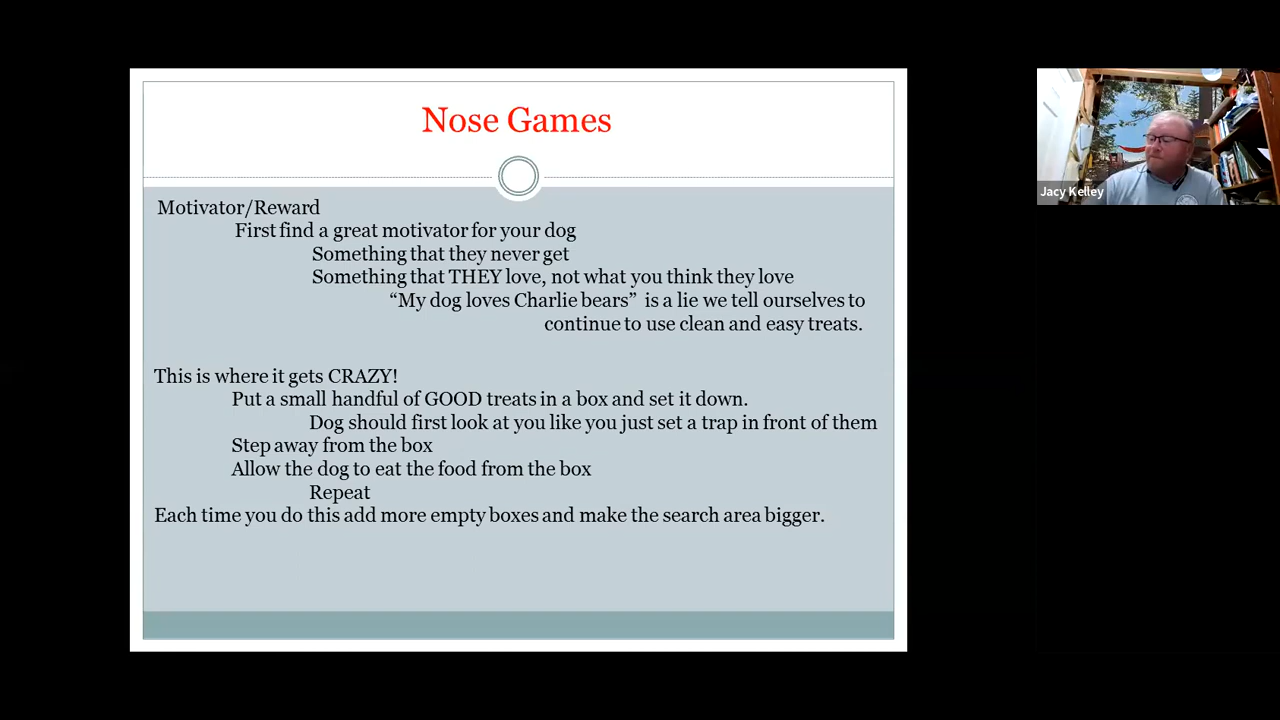 Nose Games
Motivator/Reward
First find a great motivator for your dog
Something that they never get
Something that THEY love, not what you think they love
“My dog loves Charlie bears” is a lie we tell ourselves to
continue to use clean and easy treats.
This is where it gets CRAZY!
Put a small handful of GOOD treats in a box and set it down.
Dog should first look at you like you just set a trap in front of them
Step away from the box
Allow the dog to eat the food from the box
Repeat
Each time you do this add more empty boxes and make the search area bigger.
Jacy Kelley